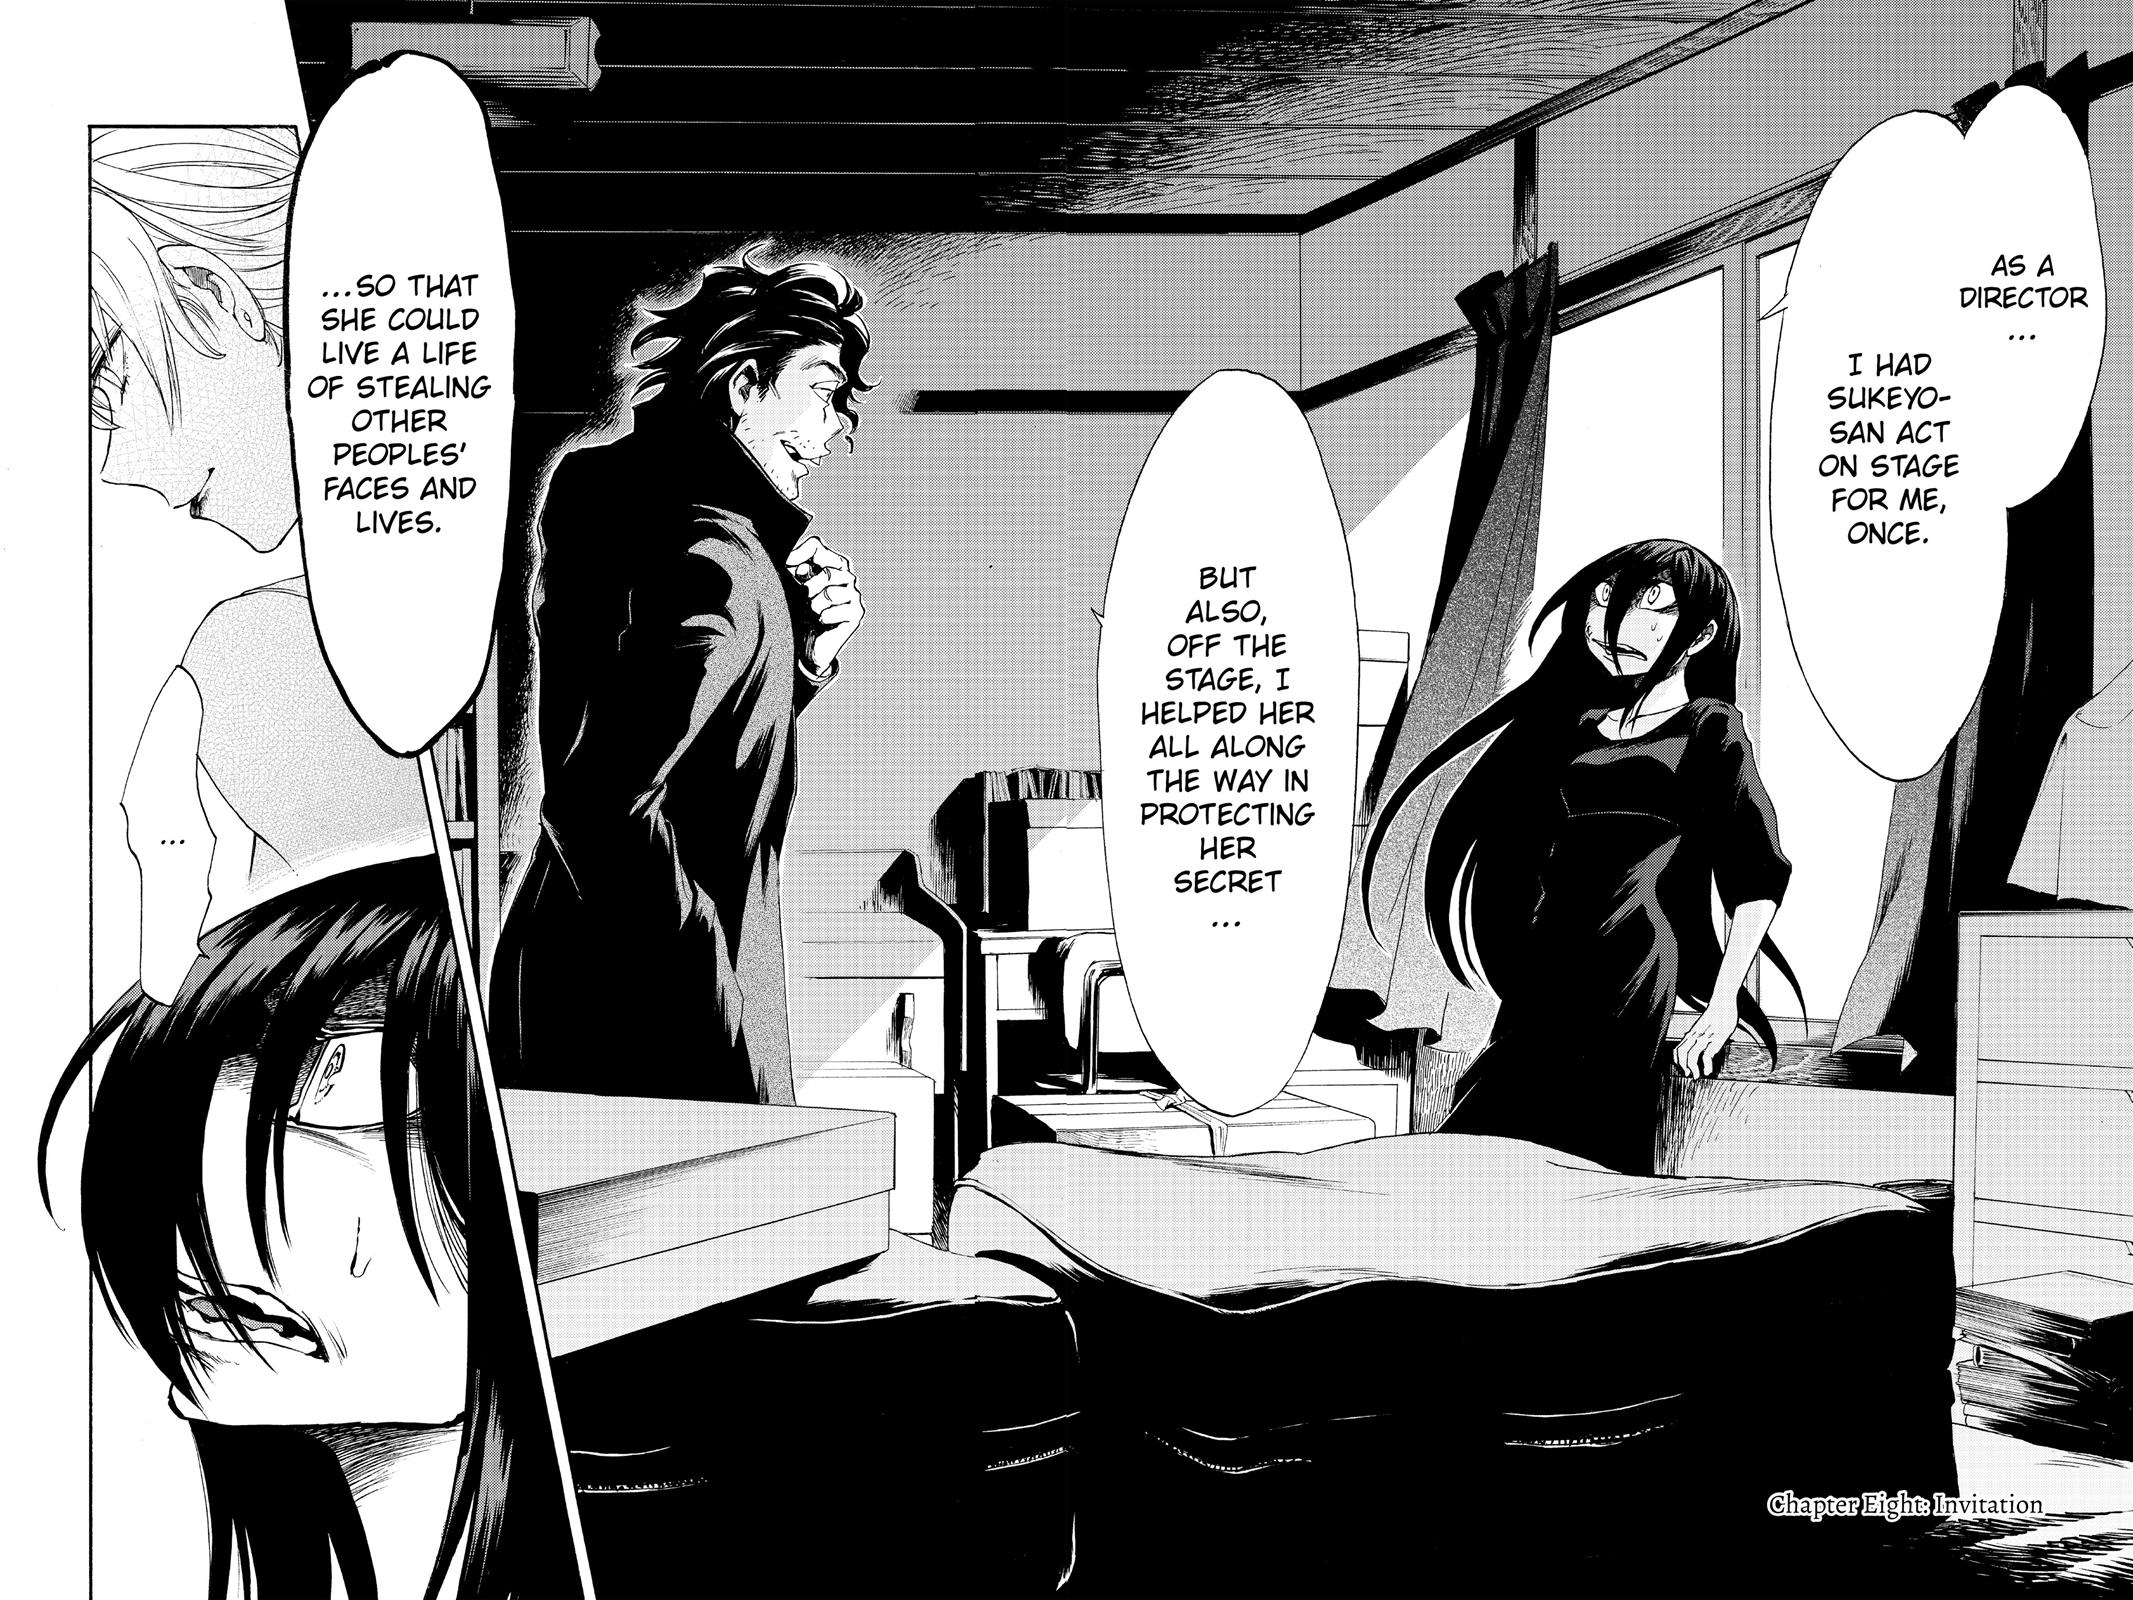 AS A
DIRECTOR
...
I HAD
SUKEYO-
SAN ACT
ON STAGE
FOR ME,
ONCE.
BUT
ALSO,
OFF THE
STAGE, I
HELPED HER
ALL ALONG
THE WAY IN
PROTECTING
HER
SECRET
...
...SO THAT
SHE COULD
LIVE A LIFE
OF STEALING
OTHER
PEOPLES'
FACES AND
LIVES.
...
Chapter Eight: Invitation